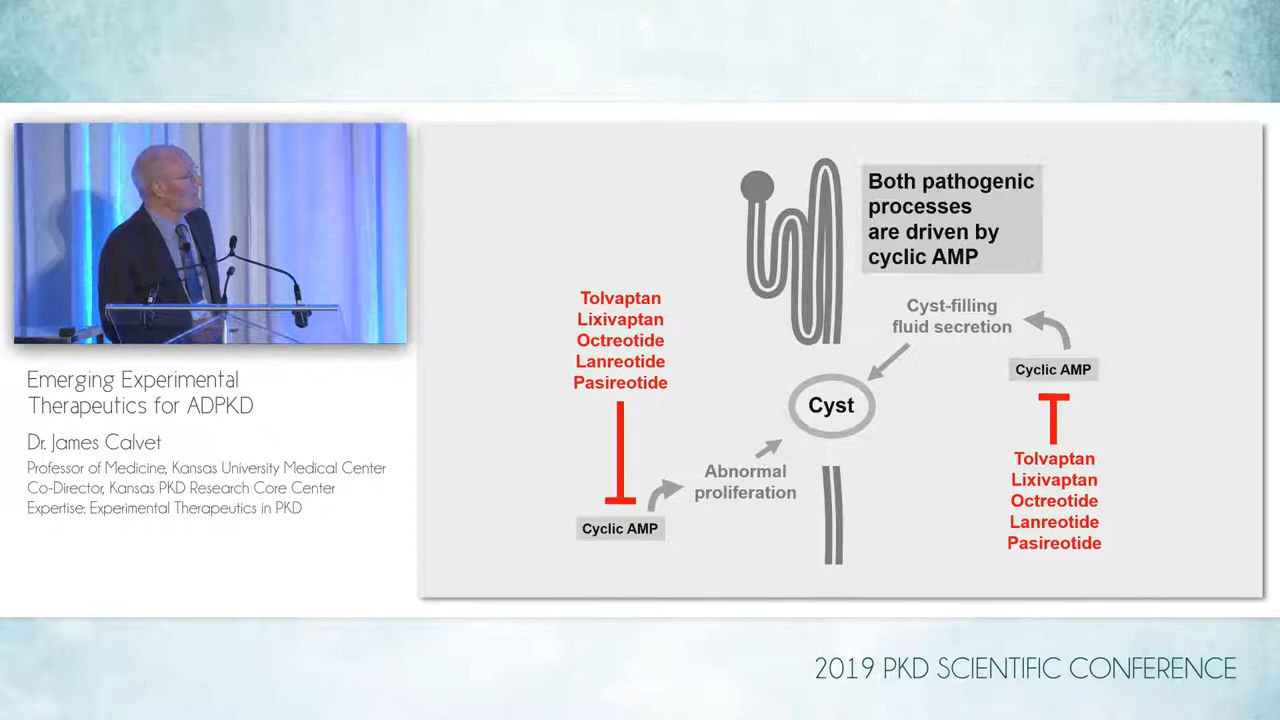 Both pathogenic
processes
are driven by
cyclic AMP
Cyst-filling
fluid secretion
Cyclic AMP
Tolvaptan
Lixivaptan
Octreotide
Lanreotide
Pasireotide
Cyst
Abnormal
proliferation
Cyclic AMP
Tolvaptan
Lixivaptan
Octreotide
Lanreotide
Pasireotide
Emerging Experimental
Therapeutics for ADPKD
Dr. James Calvet
Professor of Medicine, Kansas University Medical Center
Co-Director, Kansas PKD Research Core Center
Expertise: Experimental Therapeutics in PKD
2019 PKD SCIENTIFIC CONFERENCE